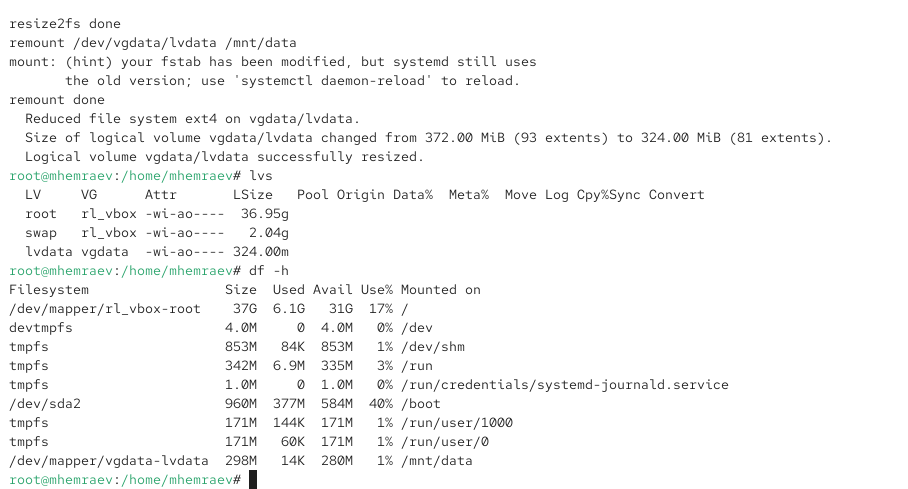 resize2fs done
remount /dev/vgdata/lvdata /mnt/data
mount: (hint) your fstab has been modified, but systemd still uses
       the old version; use 'systemctl daemon-reload' to reload.
remount done
  Reduced file system ext4 on vgdata/lvdata.
  Size of logical volume vgdata/lvdata changed from 372.00 MiB (93 extents) to 324.00 MiB (81 extents).
  Logical volume vgdata/lvdata successfully resized.
root@mhemraev:/home/mhemraev# lvs
  LV     VG      Attr       LSize   Pool Origin Data%  Meta%  Move Log Cpy%Sync Convert
  root   rl_vbox -wi-ao----  36.95g
  swap   rl_vbox -wi-ao----   2.04g
  lvdata vgdata  -wi-ao---- 324.00m
root@mhemraev:/home/mhemraev# df -h
Filesystem                 Size  Used Avail Use% Mounted on
/dev/mapper/rl_vbox-root    37G  6.1G   31G  17% /
devtmpfs                   4.0M     0  4.0M   0% /dev
tmpfs                      853M   84K  853M   1% /dev/shm
tmpfs                      342M  6.9M  335M   3% /run
tmpfs                      1.0M     0  1.0M   0% /run/credentials/systemd-journald.service
/dev/sda2                  960M  377M  584M  40% /boot
tmpfs                      171M  144K  171M   1% /run/user/1000
tmpfs                      171M   60K  171M   1% /run/user/0
/dev/mapper/vgdata-lvdata  298M   14K  280M   1% /mnt/data
root@mhemraev:/home/mhemraev#